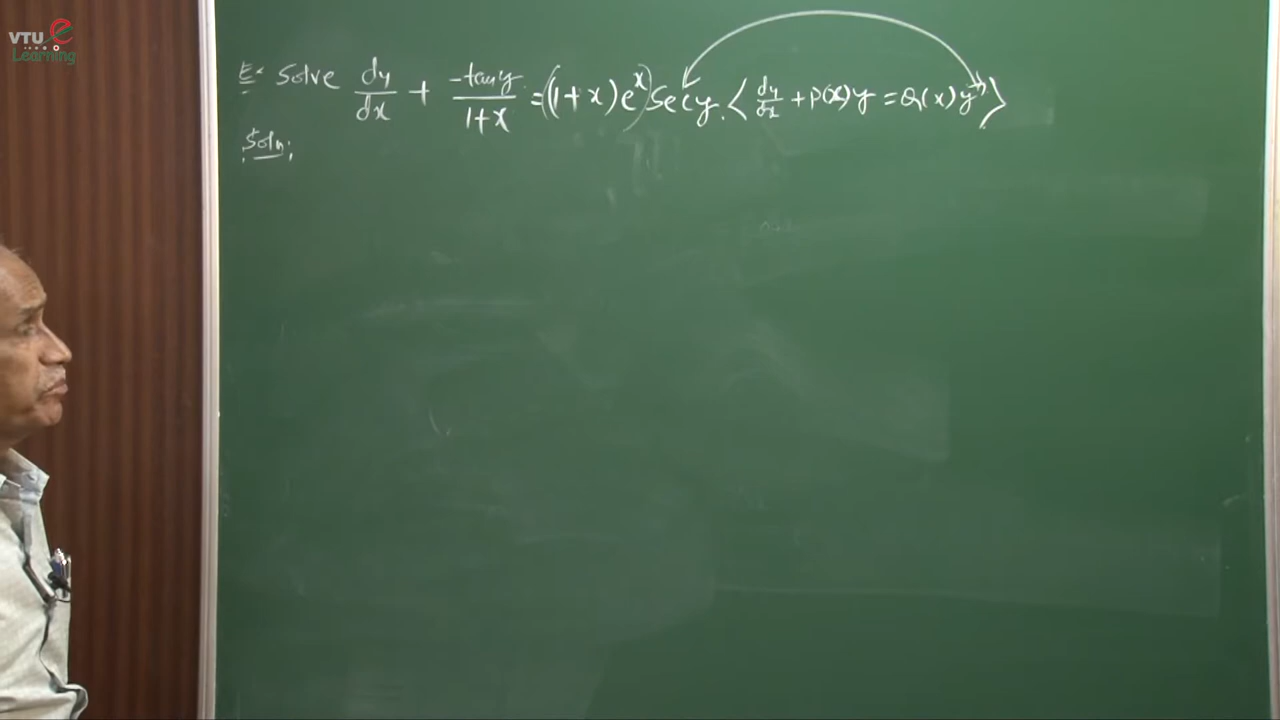 VTU e
Learning
Ex Solve dy/dx + -tan y/1+x = ((1+x)e^x) Sec y. < dy/dx + P(x)y = Q(x)y^n >
:Soln: